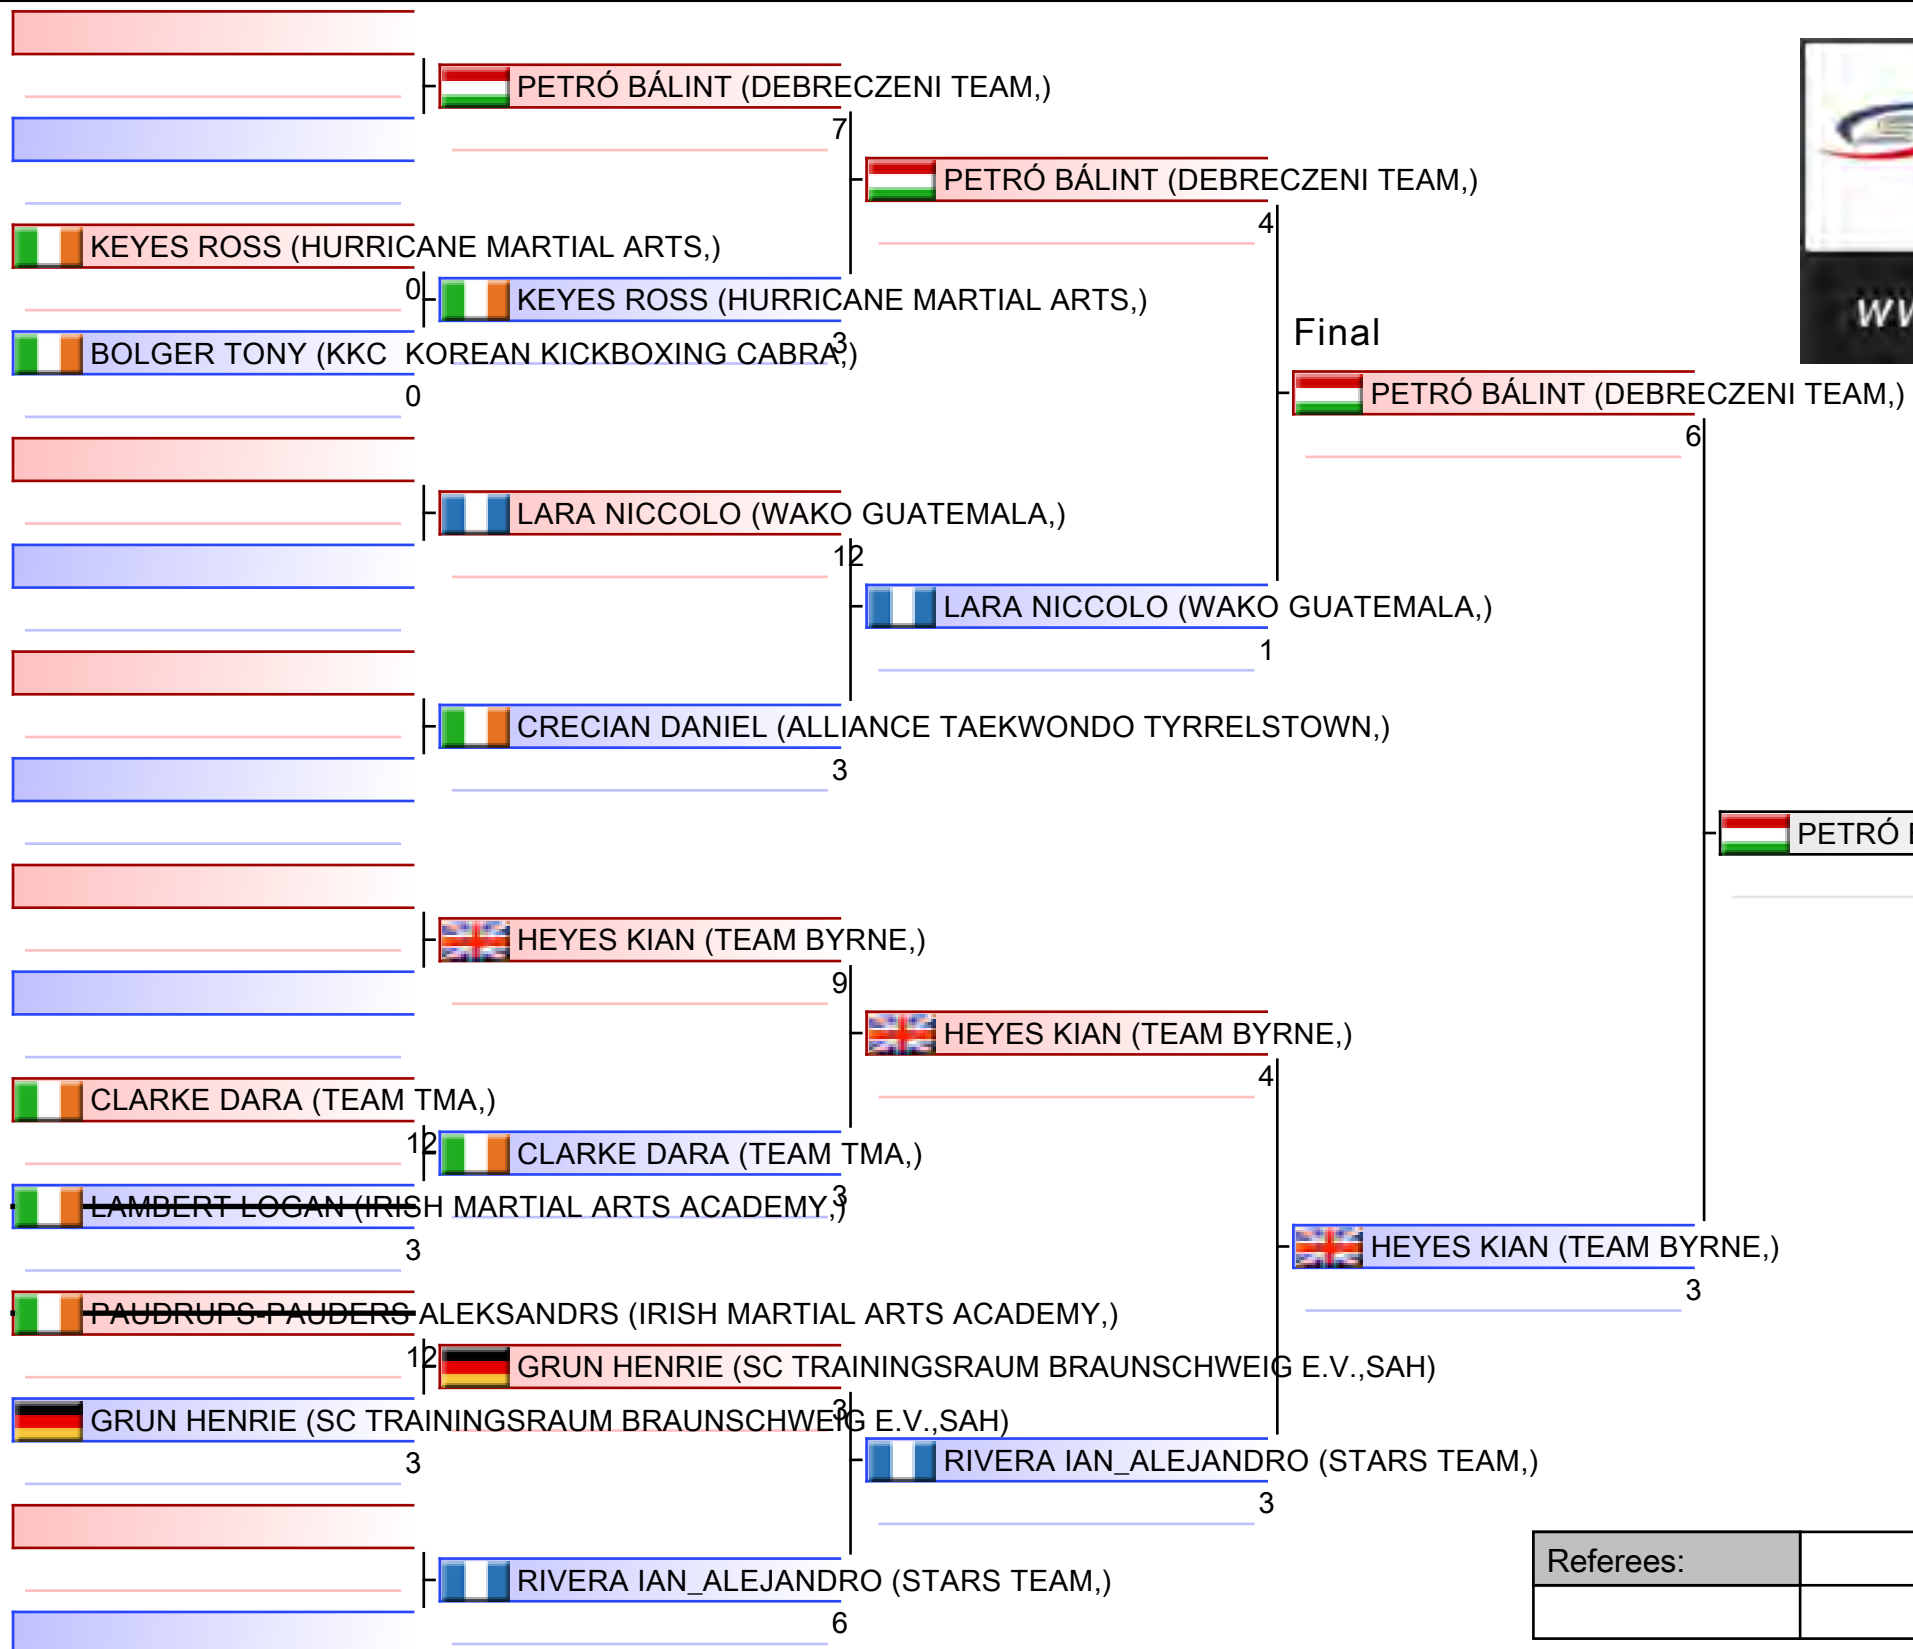 PETRÓ BÁLINT (DEBRECZENI TEAM,)
7
PETRÓ BÁLINT (DEBRECZENI TEAM,)
4
KEYES ROSS (HURRICANE MARTIAL ARTS,)
0
KEYES ROSS (HURRICANE MARTIAL ARTS,)
3
Final
BOLGER TONY (KKC  KOREAN KICKBOXING CABRA,)
0
PETRÓ BÁLINT (DEBRECZENI TEAM,)
6
LARA NICCOLO (WAKO GUATEMALA,)
12
LARA NICCOLO (WAKO GUATEMALA,)
1
CRECIAN DANIEL (ALLIANCE TAEKWONDO TYRRELSTOWN,)
3
PETRÓ
HEYES KIAN (TEAM BYRNE,)
9
HEYES KIAN (TEAM BYRNE,)
4
CLARKE DARA (TEAM TMA,)
12
CLARKE DARA (TEAM TMA,)
3
LAMBERT LOGAN (IRISH MARTIAL ARTS ACADEMY,)
3
HEYES KIAN (TEAM BYRNE,)
3
PAUDRUPS-PAUDERS ALEKSANDRS (IRISH MARTIAL ARTS ACADEMY,)
12
GRUN HENRIE (SC TRAININGSRAUM BRAUNSCHWEIG E.V.,SAH)
3
GRUN HENRIE (SC TRAININGSRAUM BRAUNSCHWEIG E.V.,SAH)
3
RIVERA IAN_ALEJANDRO (STARS TEAM,)
3
Referees:
RIVERA IAN_ALEJANDRO (STARS TEAM,)
6